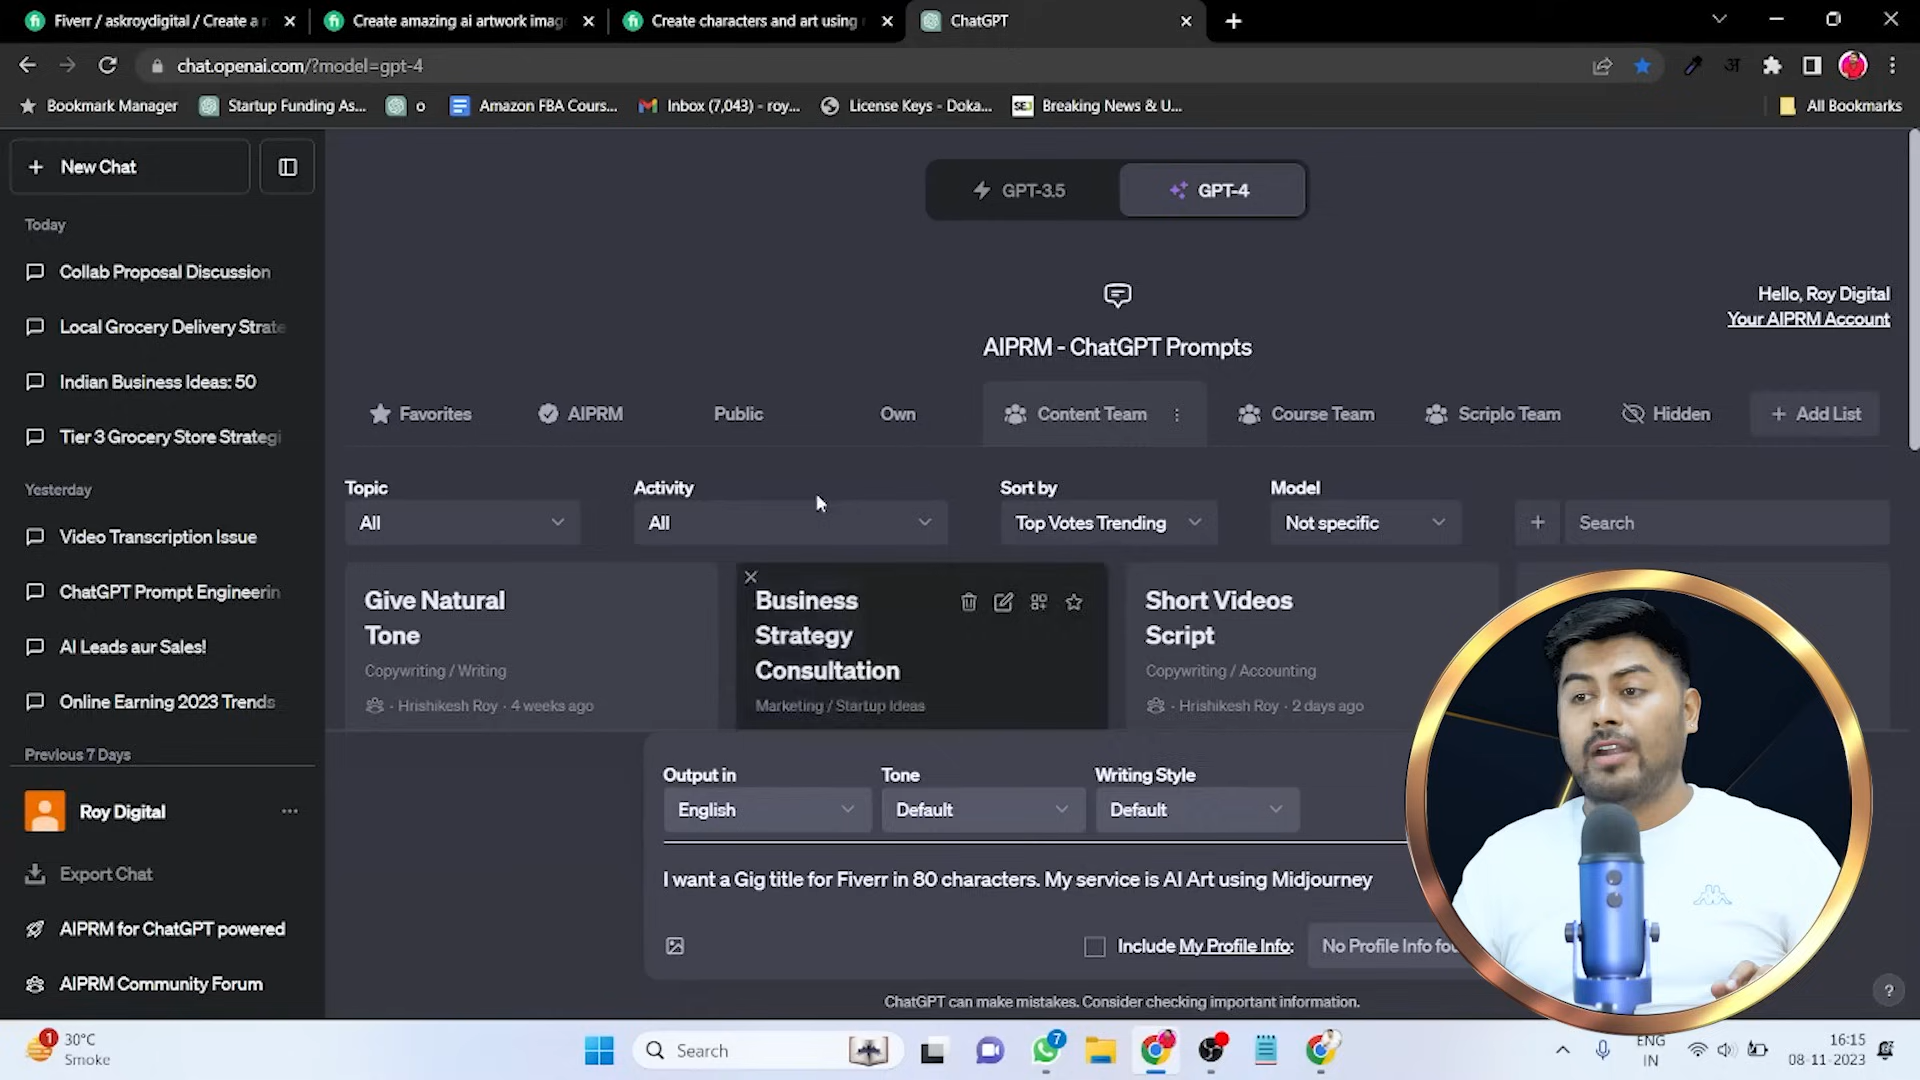 Fiverr / askroydigital / Create a
Create amazing ai artwork imag
Create characters and art using
ChatGPT
chat.openai.com/?model=gpt-4
Bookmark Manager
Startup Funding As...
o
Amazon FBA Cours...
Inbox (7,043) - roy...
License Keys - Doka...
SEJ
Breaking News & U...
All Bookmarks
New Chat
GPT-3.5
GPT-4
Today
Collab Proposal Discussion
Local Grocery Delivery Strate
Indian Business Ideas: 50
Tier 3 Grocery Store Strategi
Yesterday
Video Transcription Issue
ChatGPT Prompt Engineerin
AI Leads aur Sales!
Online Earning 2023 Trends
Previous 7 Days
Roy Digital
Export Chat
AIPRM for ChatGPT powered
AIPRM Community Forum
Hello, Roy Digital
Your AIPRM Account
AIPRM - ChatGPT Prompts
Favorites
AIPRM
Public
Own
Content Team
Course Team
Scriplo Team
Hidden
Add List
Topic
All
Activity
All
Sort by
Top Votes Trending
Model
Not specific
Search
Give Natural
Tone
Copywriting / Writing
· Hrishikesh Roy · 4 weeks ago
Business
Strategy
Consultation
Marketing / Startup Ideas
Short Videos
Script
Copywriting / Accounting
· Hrishikesh Roy · 2 days ago
Output in
English
Tone
Default
Writing Style
Default
I want a Gig title for Fiverr in 80 characters. My service is AI Art using Midjourney
Include My Profile Info:
No Profile Info fo
ChatGPT can make mistakes. Consider checking important information.
?
1
30°C
Smoke
Search
7
ENG
IN
16:15
08-11-2023